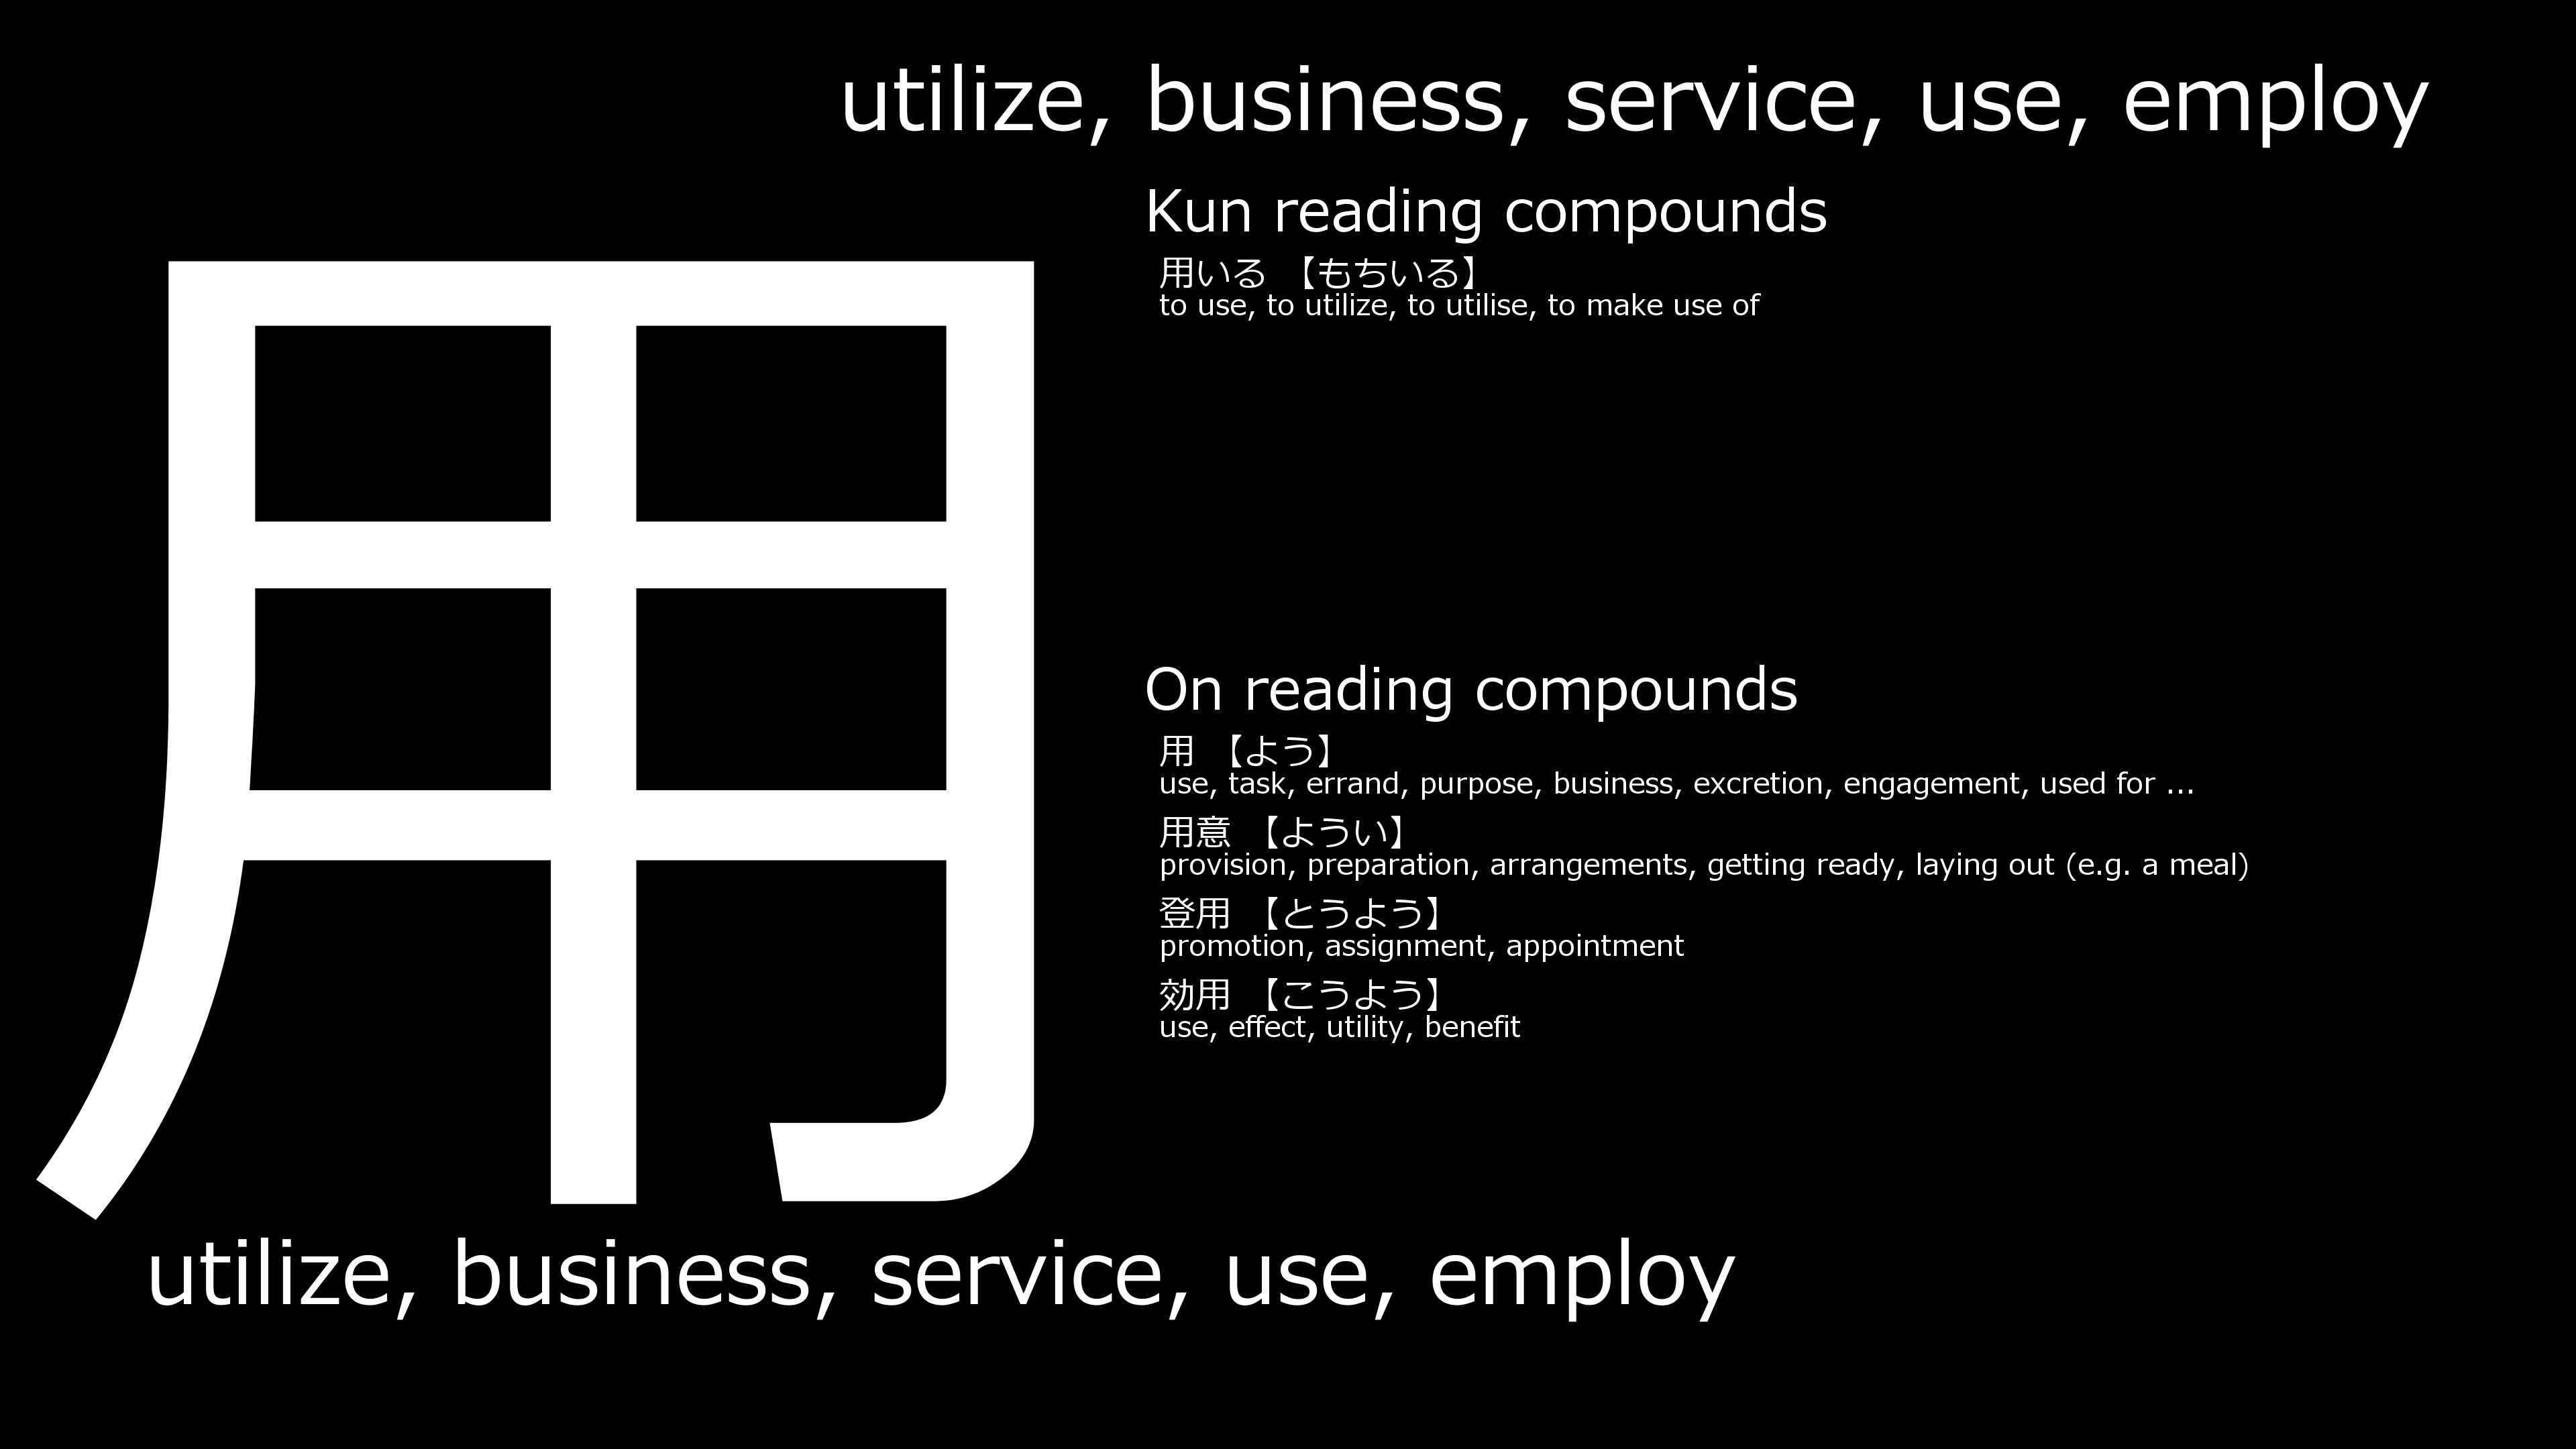 utilize, business, service, use, employ
用
Kun reading compounds
用いる 【もちいる】
to use, to utilize, to utilise, to make use of
On reading compounds
用 【よう】
use, task, errand, purpose, business, excretion, engagement, used for ...
用意 【ようい】
provision, preparation, arrangements, getting ready, laying out (e.g. a meal)
登用 【とうよう】
promotion, assignment, appointment
効用 【こうよう】
use, effect, utility, benefit
utilize, business, service, use, employ